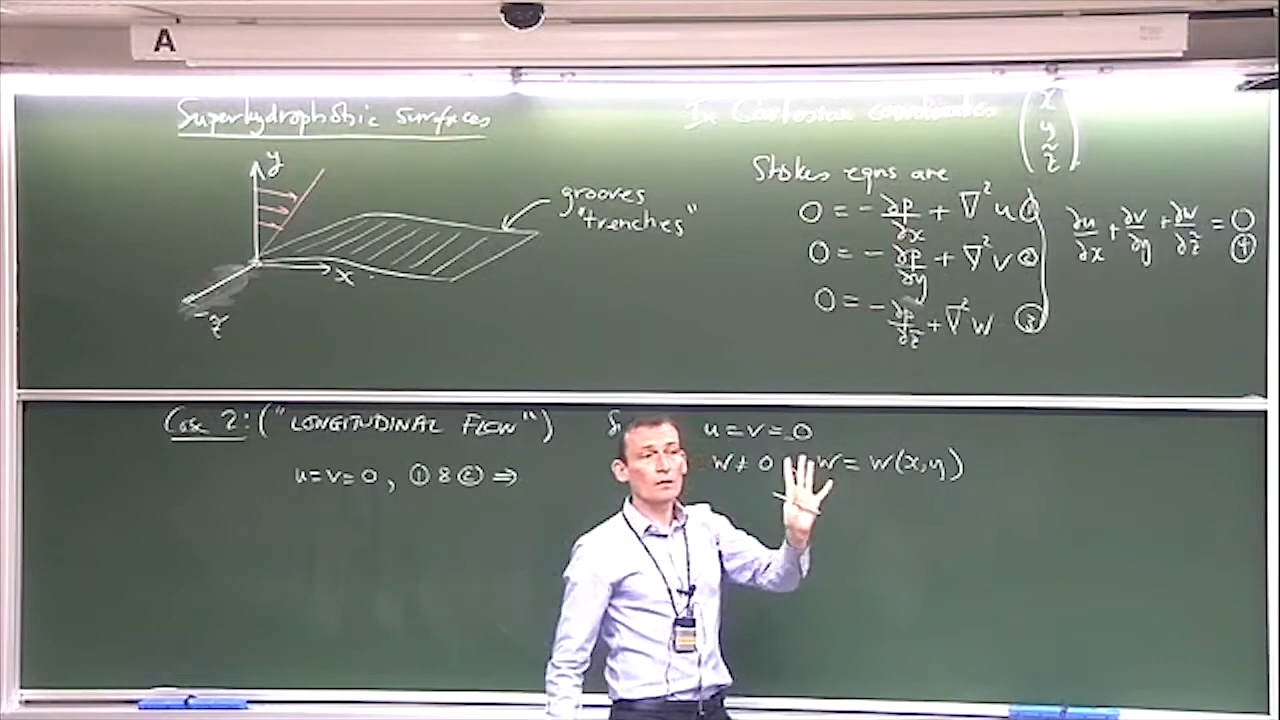 A
Superhydrophobic surfaces
y
x
z
grooves
"trenches"
In Cartesian coordinates (x y z̃)
Stokes eqns are
0 = -∂p/∂x + ∇²u ①
0 = -∂p/∂y + ∇²v ②
0 = -∂p/∂z̃ + ∇²w ③
∂u/∂x + ∂v/∂y + ∂w/∂z̃ = 0 ④
Case 2: ("LONGITUDINAL FLOW")
u = v = 0
w ≠ 0 w = w(x,y)
u = v = 0, ① & ② ⇒